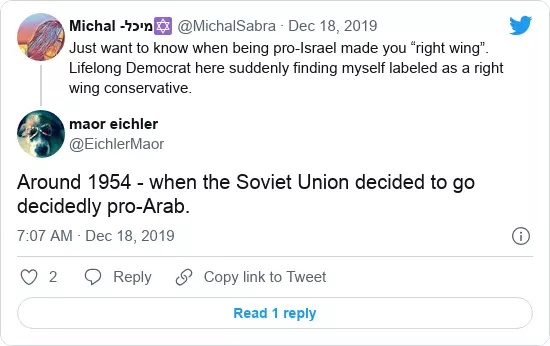 Michal -מיכל✡ @MichalSabra · Dec 18, 2019
Just want to know when being pro-Israel made you “right wing”.
Lifelong Democrat here suddenly finding myself labeled as a right
wing conservative.
maor eichler
@EichlerMaor
Around 1954 - when the Soviet Union decided to go
decidedly pro-Arab.
7:07 AM · Dec 18, 2019
2 Reply Copy link to Tweet
Read 1 reply